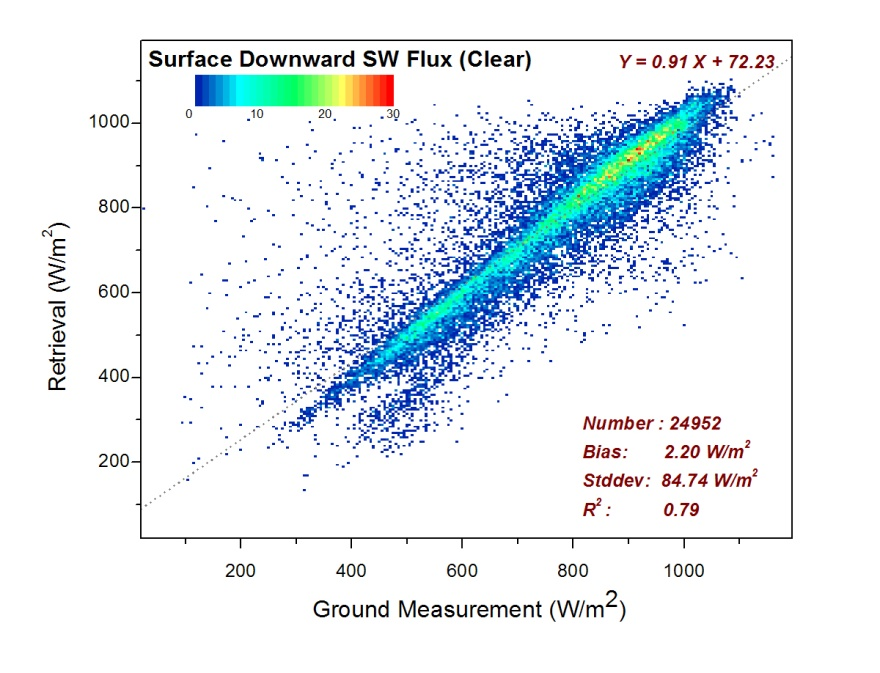 Surface Downward SW Flux (Clear)
Y = 0.91 X + 72.23
0 10 20 30
1000
800
600
400
200
Retrieval (W/m²)
Number : 24952
Bias: 2.20 W/m²
Stddev: 84.74 W/m²
R² : 0.79
200 400 600 800 1000
Ground Measurement (W/m²)